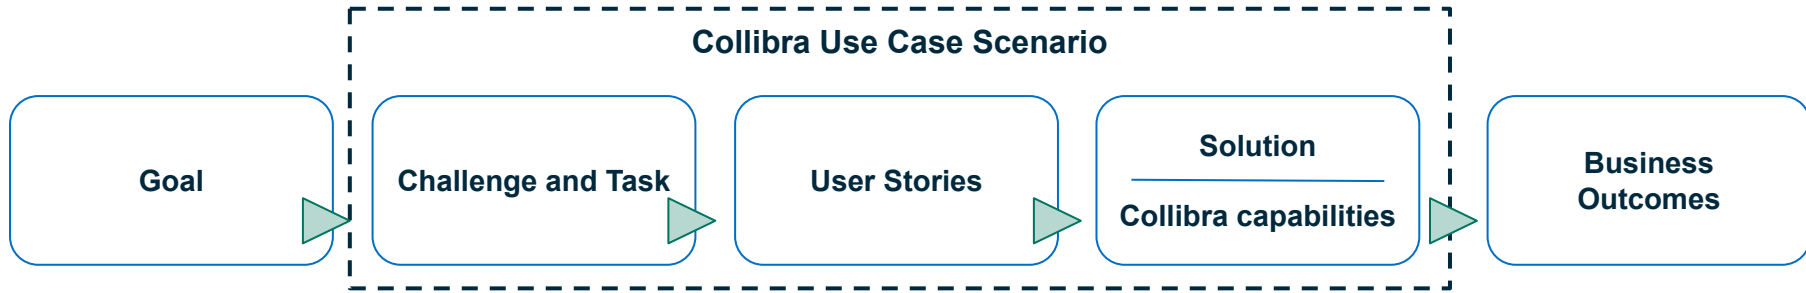 Collibra Use Case Scenario
Goal
Challenge and Task
User Stories
Solution
Collibra capabilities
Business
Outcomes